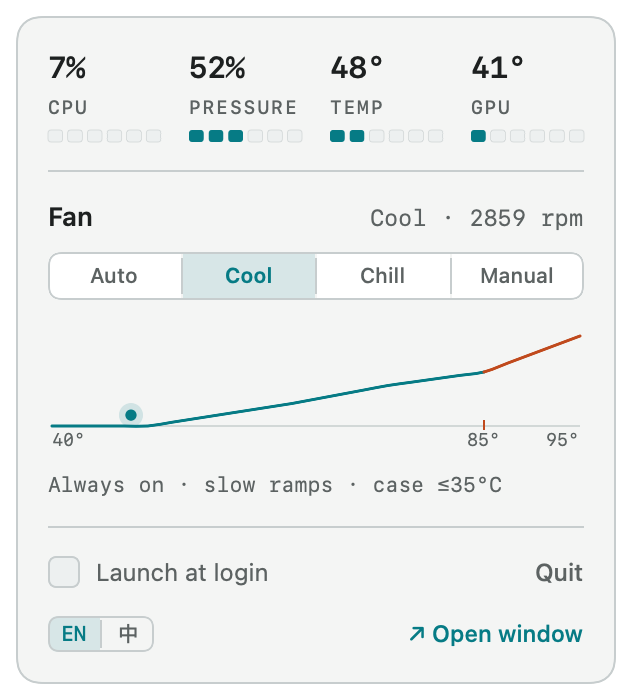 7% 52% 48° 41°
CPU PRESSURE TEMP GPU
Fan Cool · 2859 rpm
Auto Cool Chill Manual
40° 85° 95°
Always on · slow ramps · case ≤35°C
Launch at login Quit
EN 中 ↗ Open window